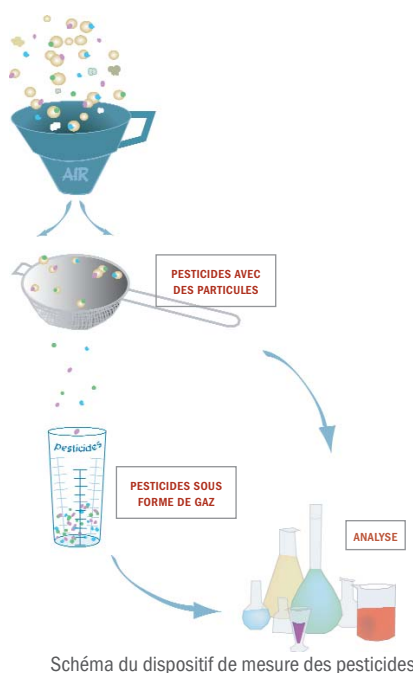 AIR
PESTICIDES AVEC
DES PARTICULES
Pesticides
PESTICIDES SOUS
FORME DE GAZ
ANALYSE
Schéma du dispositif de mesure des pesticides